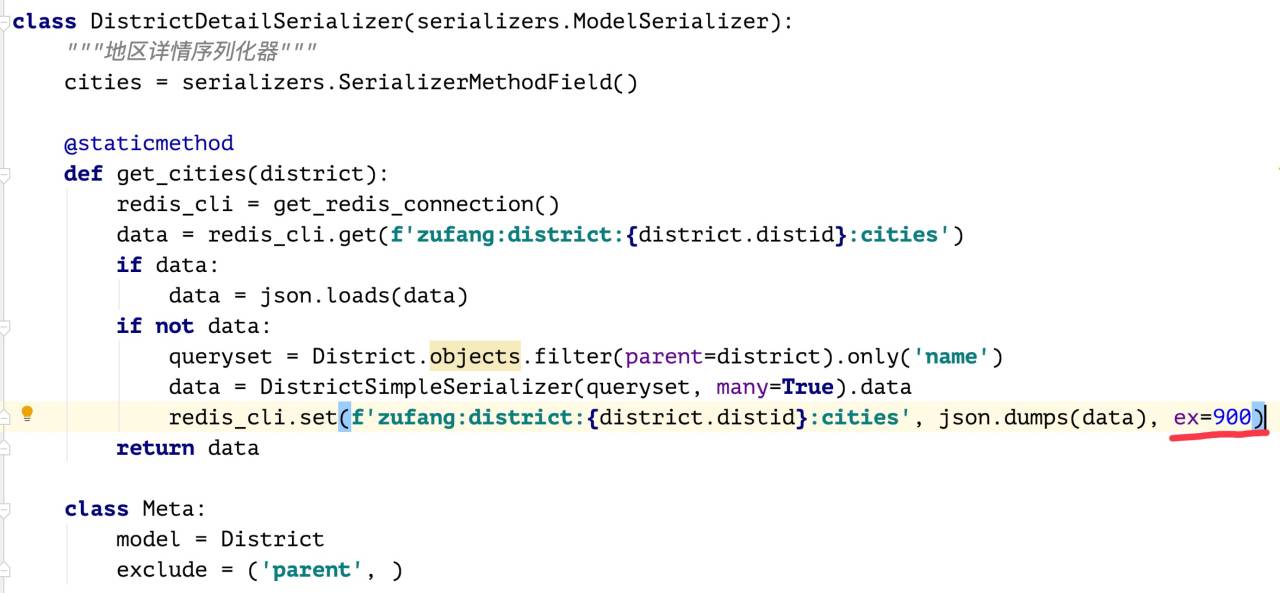 class DistrictDetailSerializer(serializers.ModelSerializer):
    """地区详情序列化器"""
    cities = serializers.SerializerMethodField()

    @staticmethod
    def get_cities(district):
        redis_cli = get_redis_connection()
        data = redis_cli.get(f'zufang:district:{district.distid}:cities')
        if data:
            data = json.loads(data)
        if not data:
            queryset = District.objects.filter(parent=district).only('name')
            data = DistrictSimpleSerializer(queryset, many=True).data
            redis_cli.set(f'zufang:district:{district.distid}:cities', json.dumps(data), ex=900)
        return data

    class Meta:
        model = District
        exclude = ('parent', )